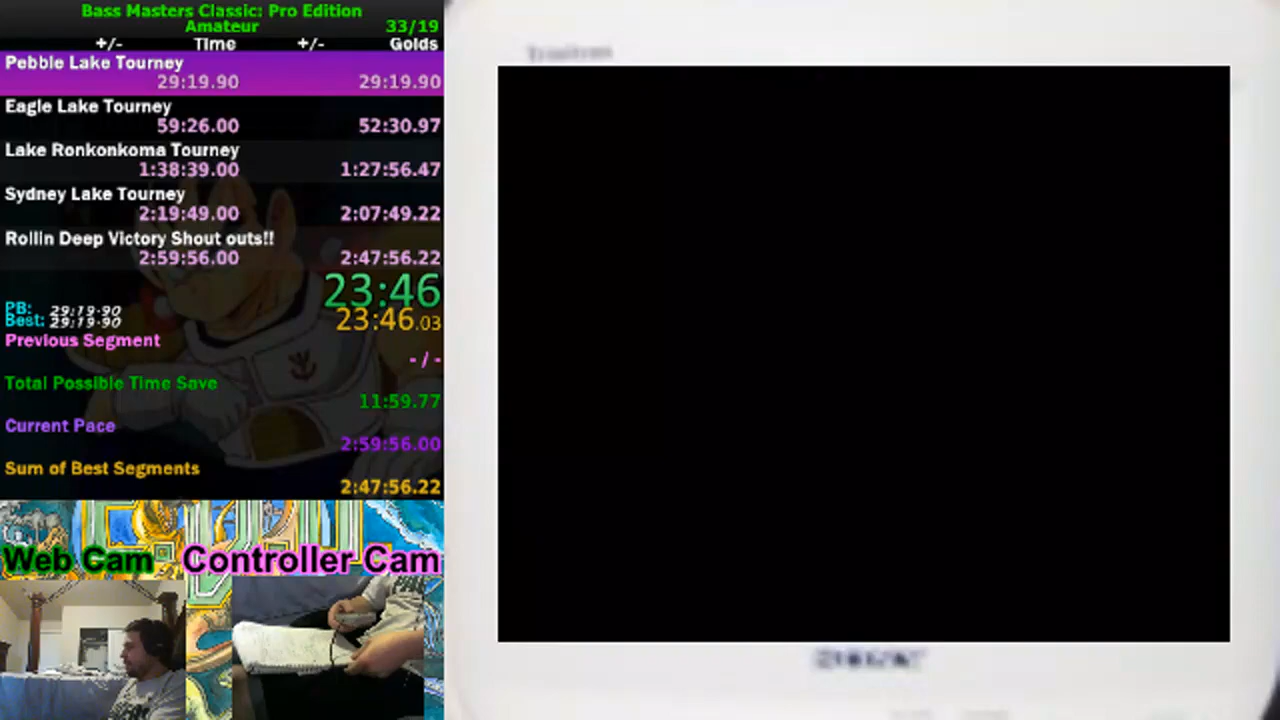 Bass Masters Classic: Pro Edition
Amateur 33/19
+/- Time +/- Golds
Pebble Lake Tourney
29:19.90 29:19.90
Eagle Lake Tourney
59:26.00 52:30.97
Lake Ronkonkoma Tourney
1:38:39.00 1:27:56.47
Sydney Lake Tourney
2:19:49.00 2:07:49.22
Rollin Deep Victory Shout outs!!
2:59:56.00 2:47:56.22
23:46
PB: 29:19.90
Best: 29:19.90
23:46.03
Previous Segment
- / -
Total Possible Time Save
11:59.77
Current Pace
2:59:56.00
Sum of Best Segments
2:47:56.22
Web Cam Controller Cam